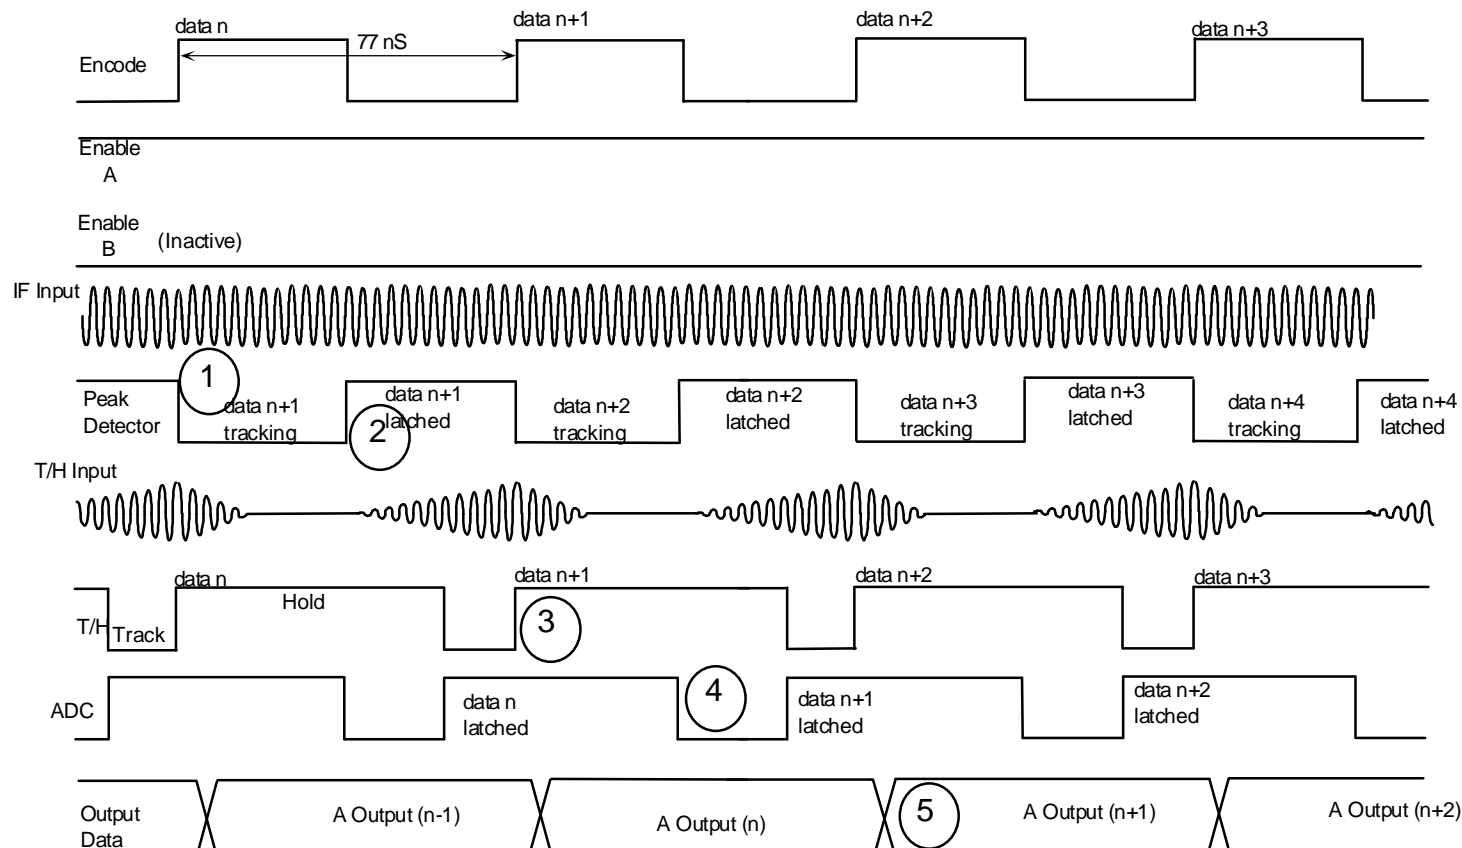 data n
data n+1
data n+2
data n+3
77 nS
Encode
Enable
A
Enable
B
(Inactive)
IF Input
1
Peak
Detector
data n+1
tracking
data n+1
latched
2
data n+2
tracking
data n+2
latched
data n+3
tracking
data n+3
latched
data n+4
tracking
data n+4
latched
T/H Input
data n
data n+1
data n+2
data n+3
Hold
T/H
Track
3
ADC
data n
latched
4
data n+1
latched
data n+2
latched
Output
Data
A Output (n-1)
A Output (n)
5
A Output (n+1)
A Output (n+2)